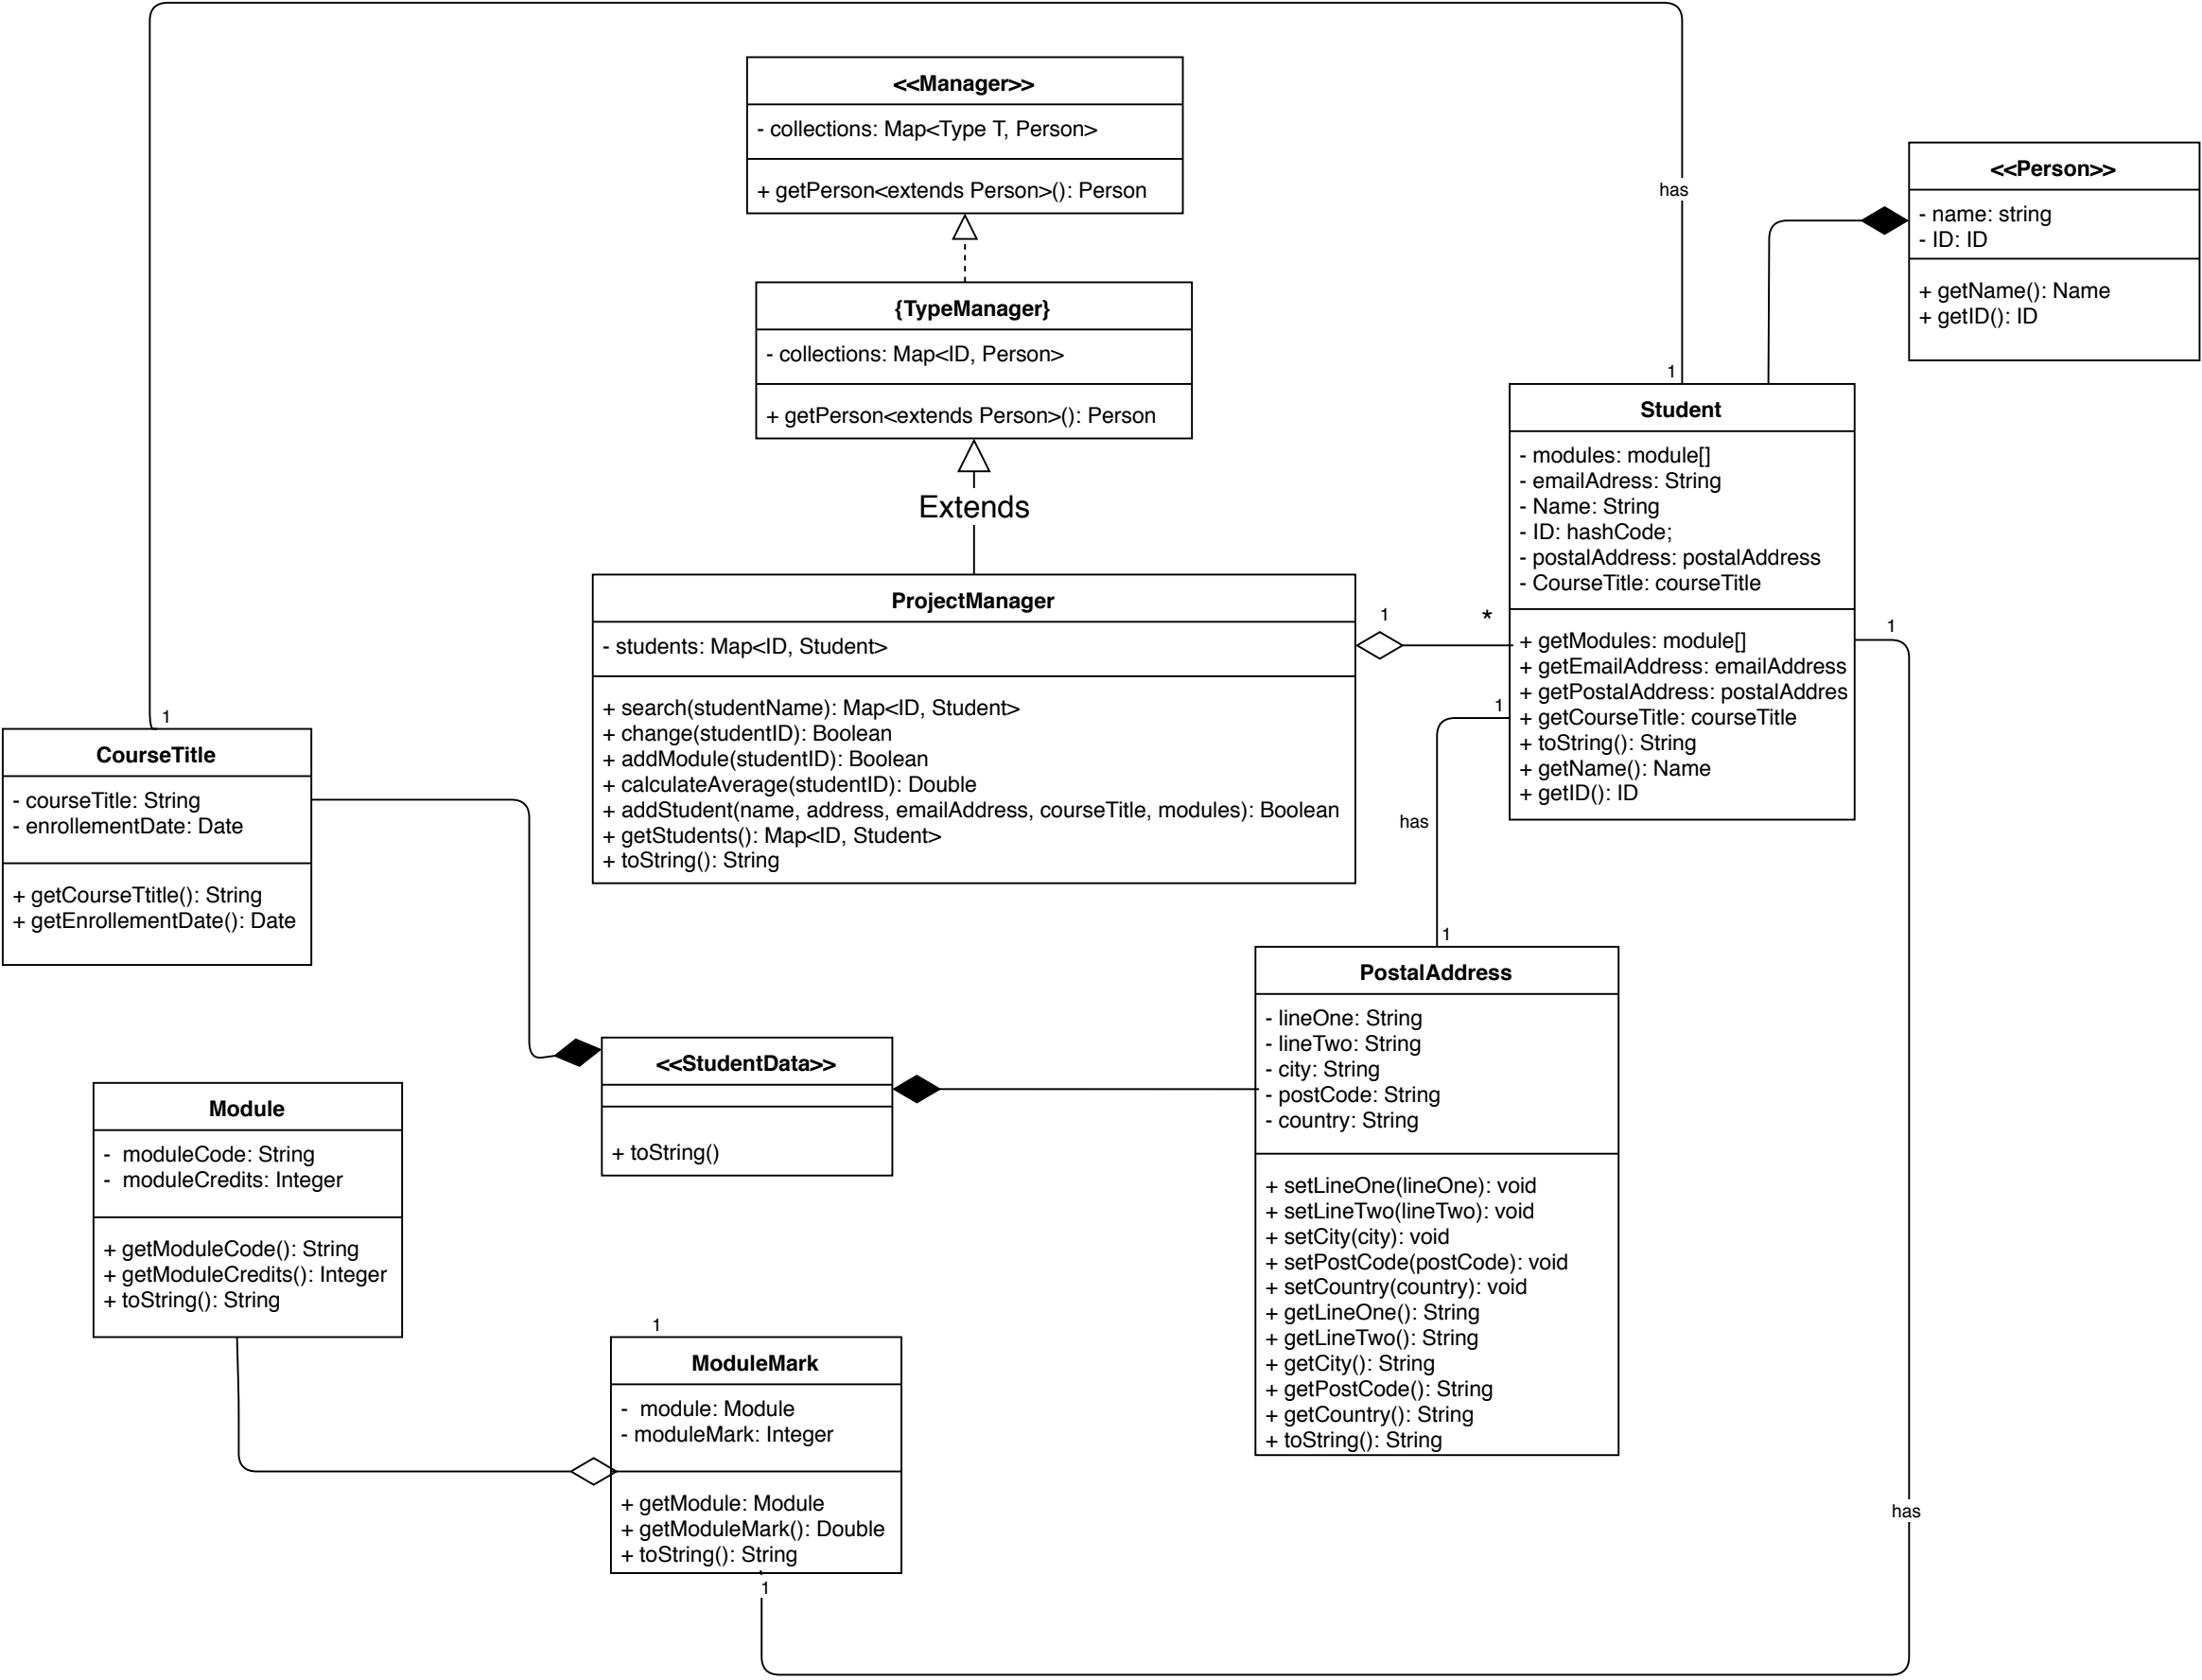 <<Manager>>
- collections: Map<Type T, Person>
+ getPerson<extends Person>(): Person
has
<<Person>>
- name: string
- ID: ID
+ getName(): Name
+ getID(): ID
{TypeManager}
- collections: Map<ID, Person>
+ getPerson<extends Person>(): Person
Extends
1
Student
- modules: module[]
- emailAdress: String
- Name: String
- ID: hashCode;
- postalAddress: postalAddress
- CourseTitle: courseTitle
+ getModules: module[]
+ getEmailAddress: emailAddress
+ getPostalAddress: postalAddres
+ getCourseTitle: courseTitle
+ toString(): String
+ getName(): Name
+ getID(): ID
ProjectManager
- students: Map<ID, Student>
+ search(studentName): Map<ID, Student>
+ change(studentID): Boolean
+ addModule(studentID): Boolean
+ calculateAverage(studentID): Double
+ addStudent(name, address, emailAddress, courseTitle, modules): Boolean
+ getStudents(): Map<ID, Student>
+ toString(): String
1
*
1
1
has
1
1
CourseTitle
- courseTitle: String
- enrollementDate: Date
+ getCourseTtitle(): String
+ getEnrollementDate(): Date
PostalAddress
- lineOne: String
- lineTwo: String
- city: String
- postCode: String
- country: String
+ setLineOne(lineOne): void
+ setLineTwo(lineTwo): void
+ setCity(city): void
+ setPostCode(postCode): void
+ setCountry(country): void
+ getLineOne(): String
+ getLineTwo(): String
+ getCity(): String
+ getPostCode(): String
+ getCountry(): String
+ toString(): String
<<StudentData>>
+ toString()
Module
- moduleCode: String
- moduleCredits: Integer
+ getModuleCode(): String
+ getModuleCredits(): Integer
+ toString(): String
1
ModuleMark
- module: Module
- moduleMark: Integer
+ getModule: Module
+ getModuleMark(): Double
+ toString(): String
1
has